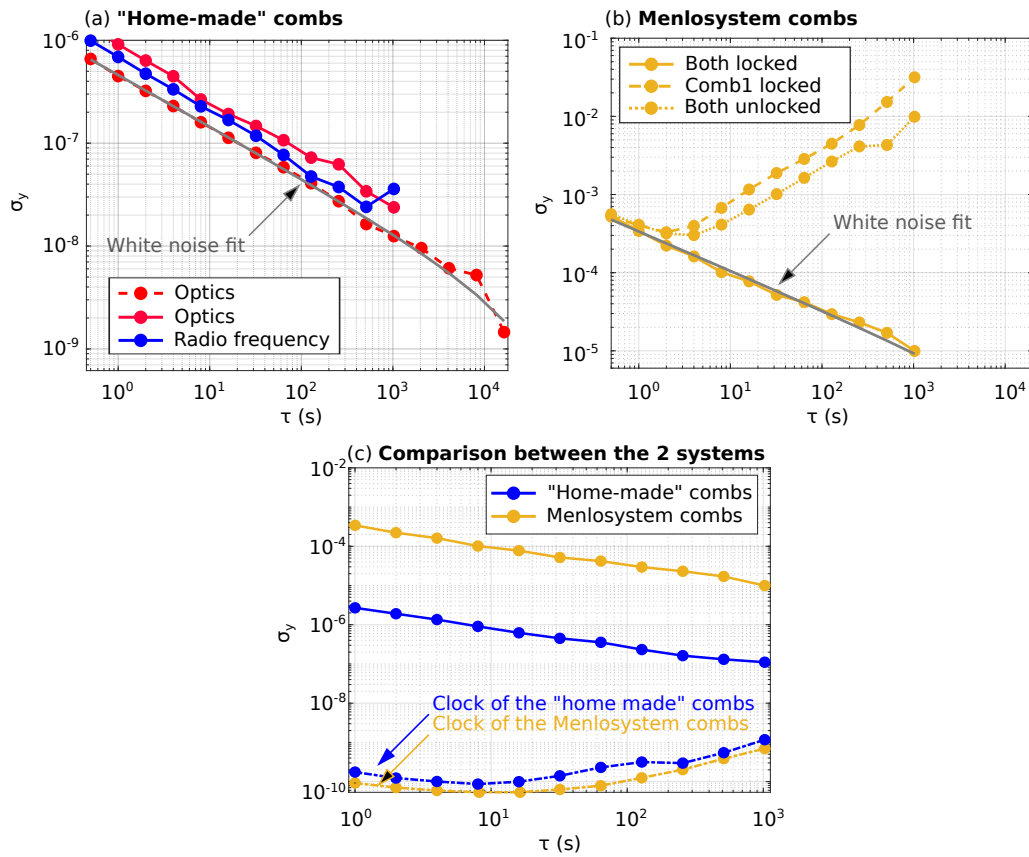 (a) "Home-made" combs
10^-6
10^-7
10^-8
10^-9
σ_y
White noise fit
Optics
Optics
Radio frequency
10^0 10^1 10^2 10^3 10^4
τ (s)
(b) Menlosystem combs
10^-1
10^-2
10^-3
10^-4
10^-5
σ_y
Both locked
Comb1 locked
Both unlocked
White noise fit
10^0 10^1 10^2 10^3 10^4
τ (s)
(c) Comparison between the 2 systems
10^-2
10^-4
10^-6
10^-8
10^-10
σ_y
"Home-made" combs
Menlosystem combs
Clock of the "home made" combs
Clock of the Menlosystem combs
10^0 10^1 10^2 10^3
τ (s)